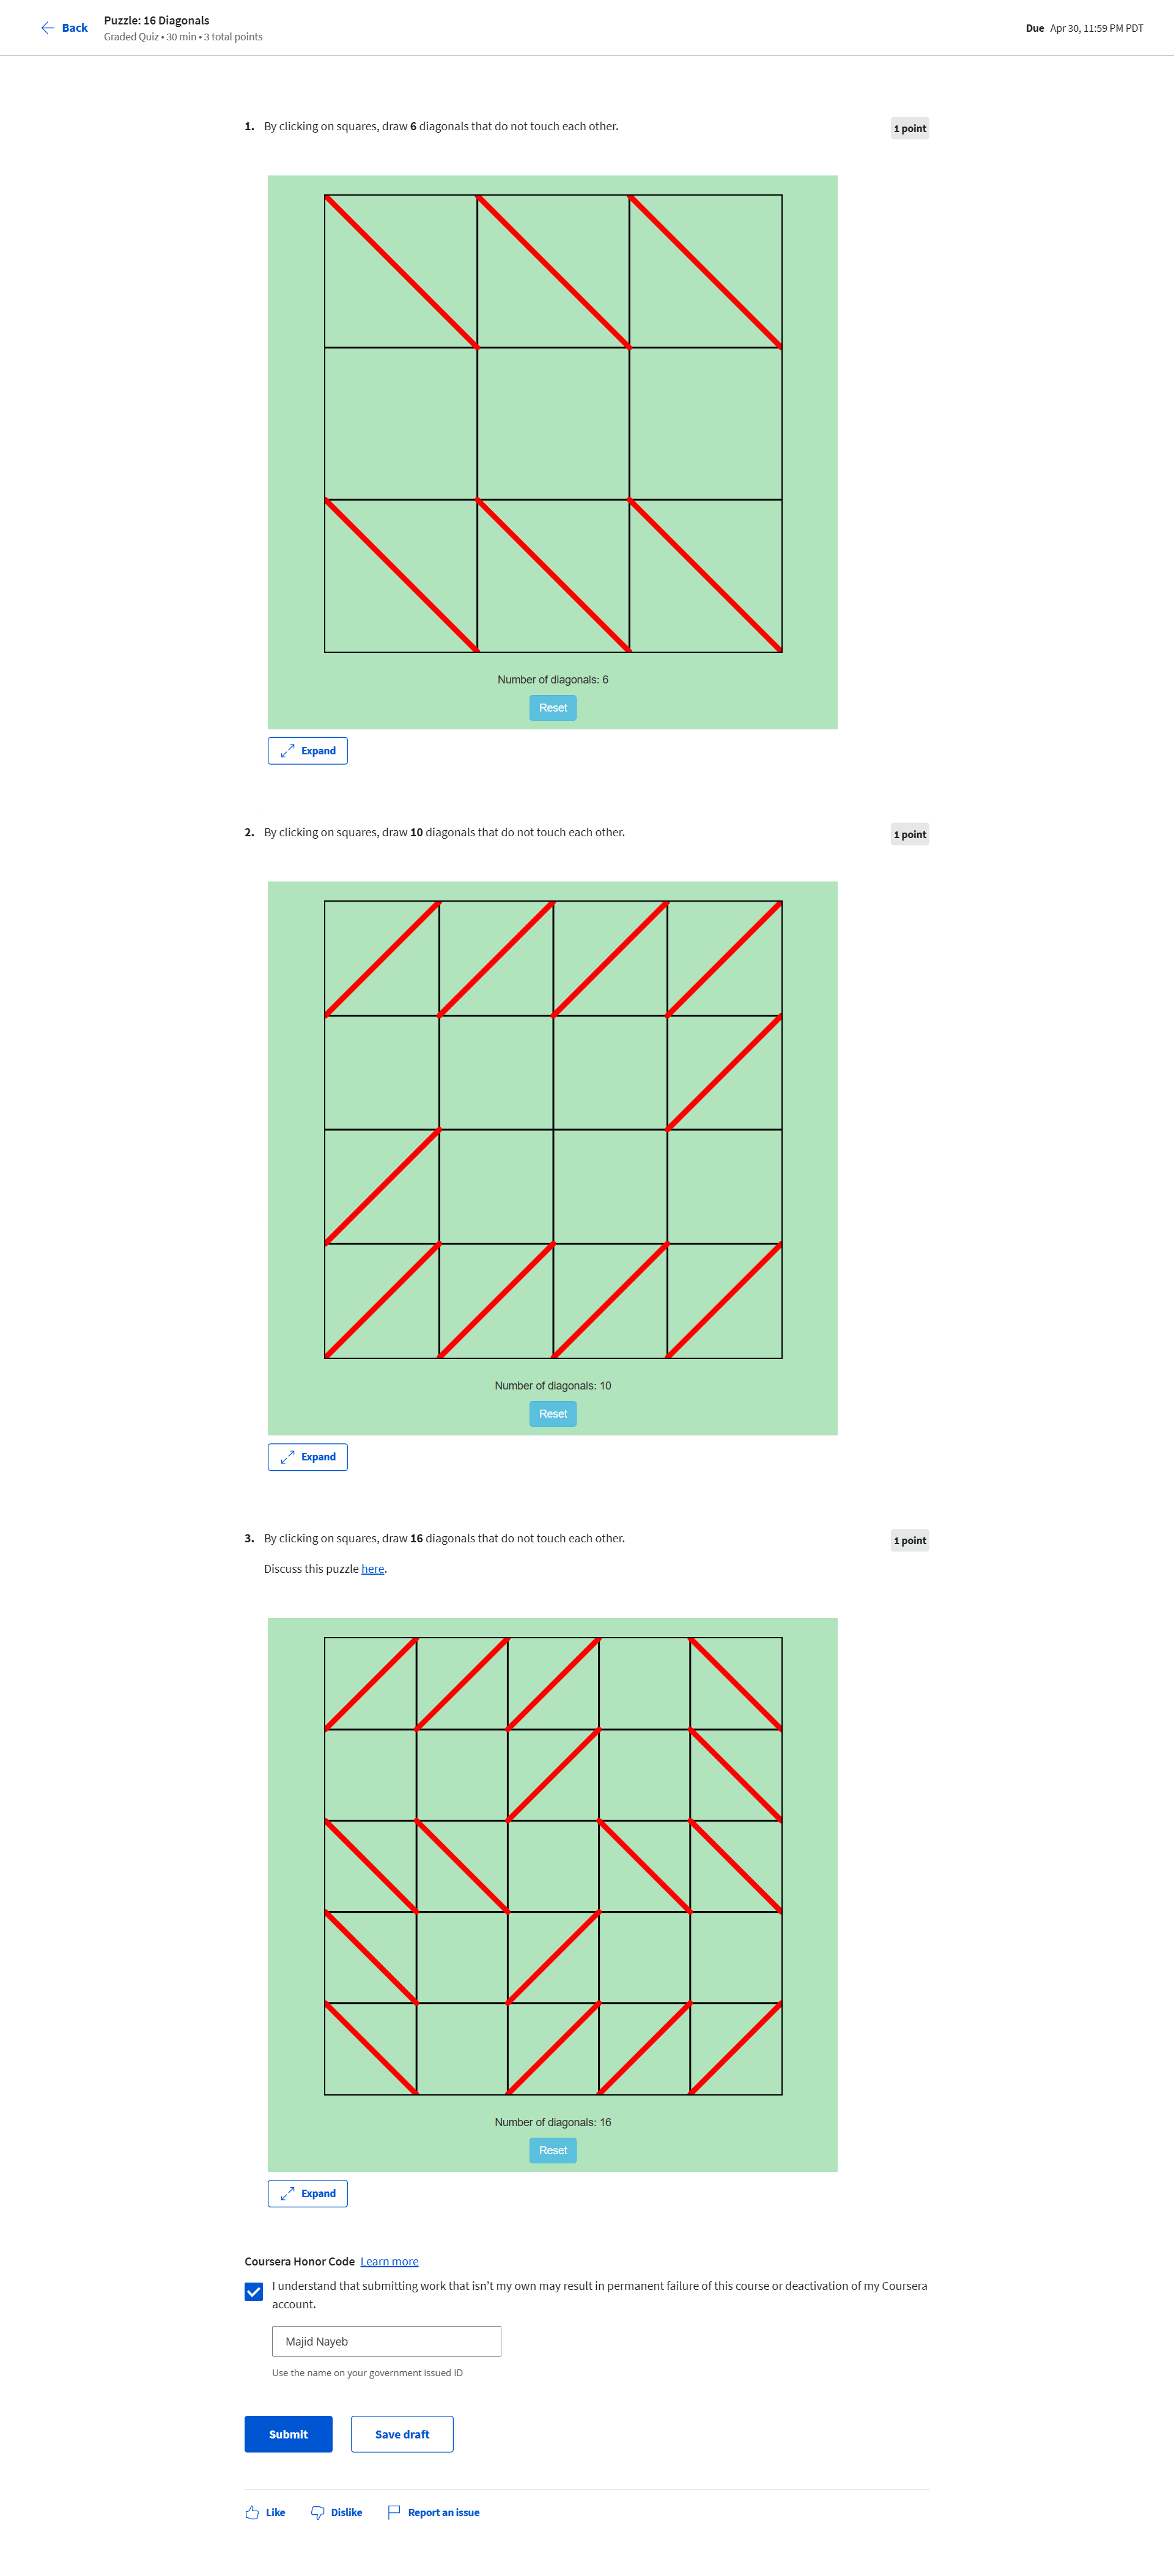 Back
Puzzle: 16 Diagonals
Graded Quiz • 30 min • 3 total points
Due Apr 30, 11:59 PM PDT
1. By clicking on squares, draw 6 diagonals that do not touch each other.
1 point
Number of diagonals: 6
Reset
Expand
2. By clicking on squares, draw 10 diagonals that do not touch each other.
1 point
Number of diagonals: 10
Reset
Expand
3. By clicking on squares, draw 16 diagonals that do not touch each other.
1 point
Discuss this puzzle here.
Number of diagonals: 16
Reset
Expand
Coursera Honor Code Learn more
I understand that submitting work that isn't my own may result in permanent failure of this course or deactivation of my Coursera
account.
Majid Nayeb
Use the name on your government issued ID
Submit
Save draft
Like
Dislike
Report an issue